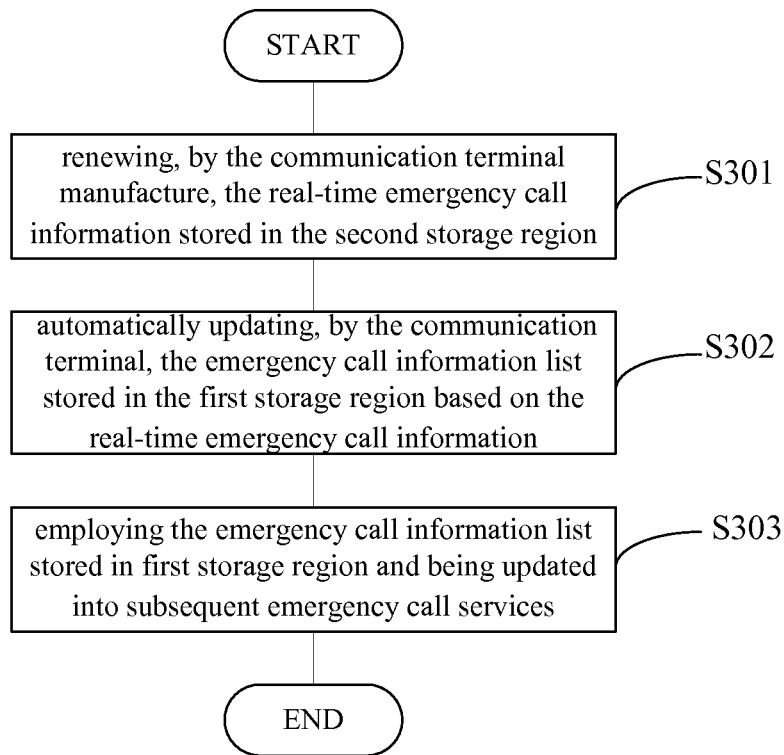 START
renewing, by the communication terminal
manufacture, the real-time emergency call
information stored in the second storage region
S301
automatically updating, by the communication
terminal, the emergency call information list
stored in the first storage region based on the
real-time emergency call information
S302
employing the emergency call information list
stored in first storage region and being updated
into subsequent emergency call services
S303
END